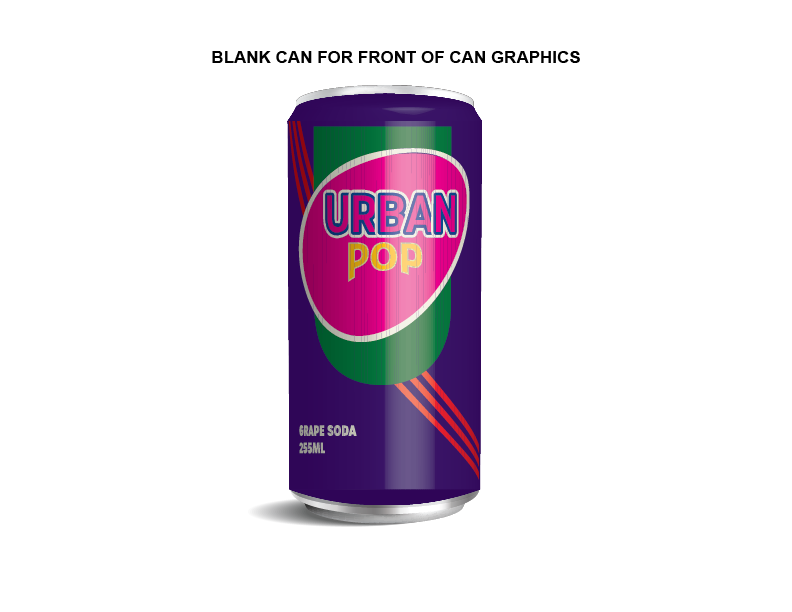 BLANK CAN FOR FRONT OF CAN GRAPHICS
URBAN
POP
GRAPE SODA
255ML